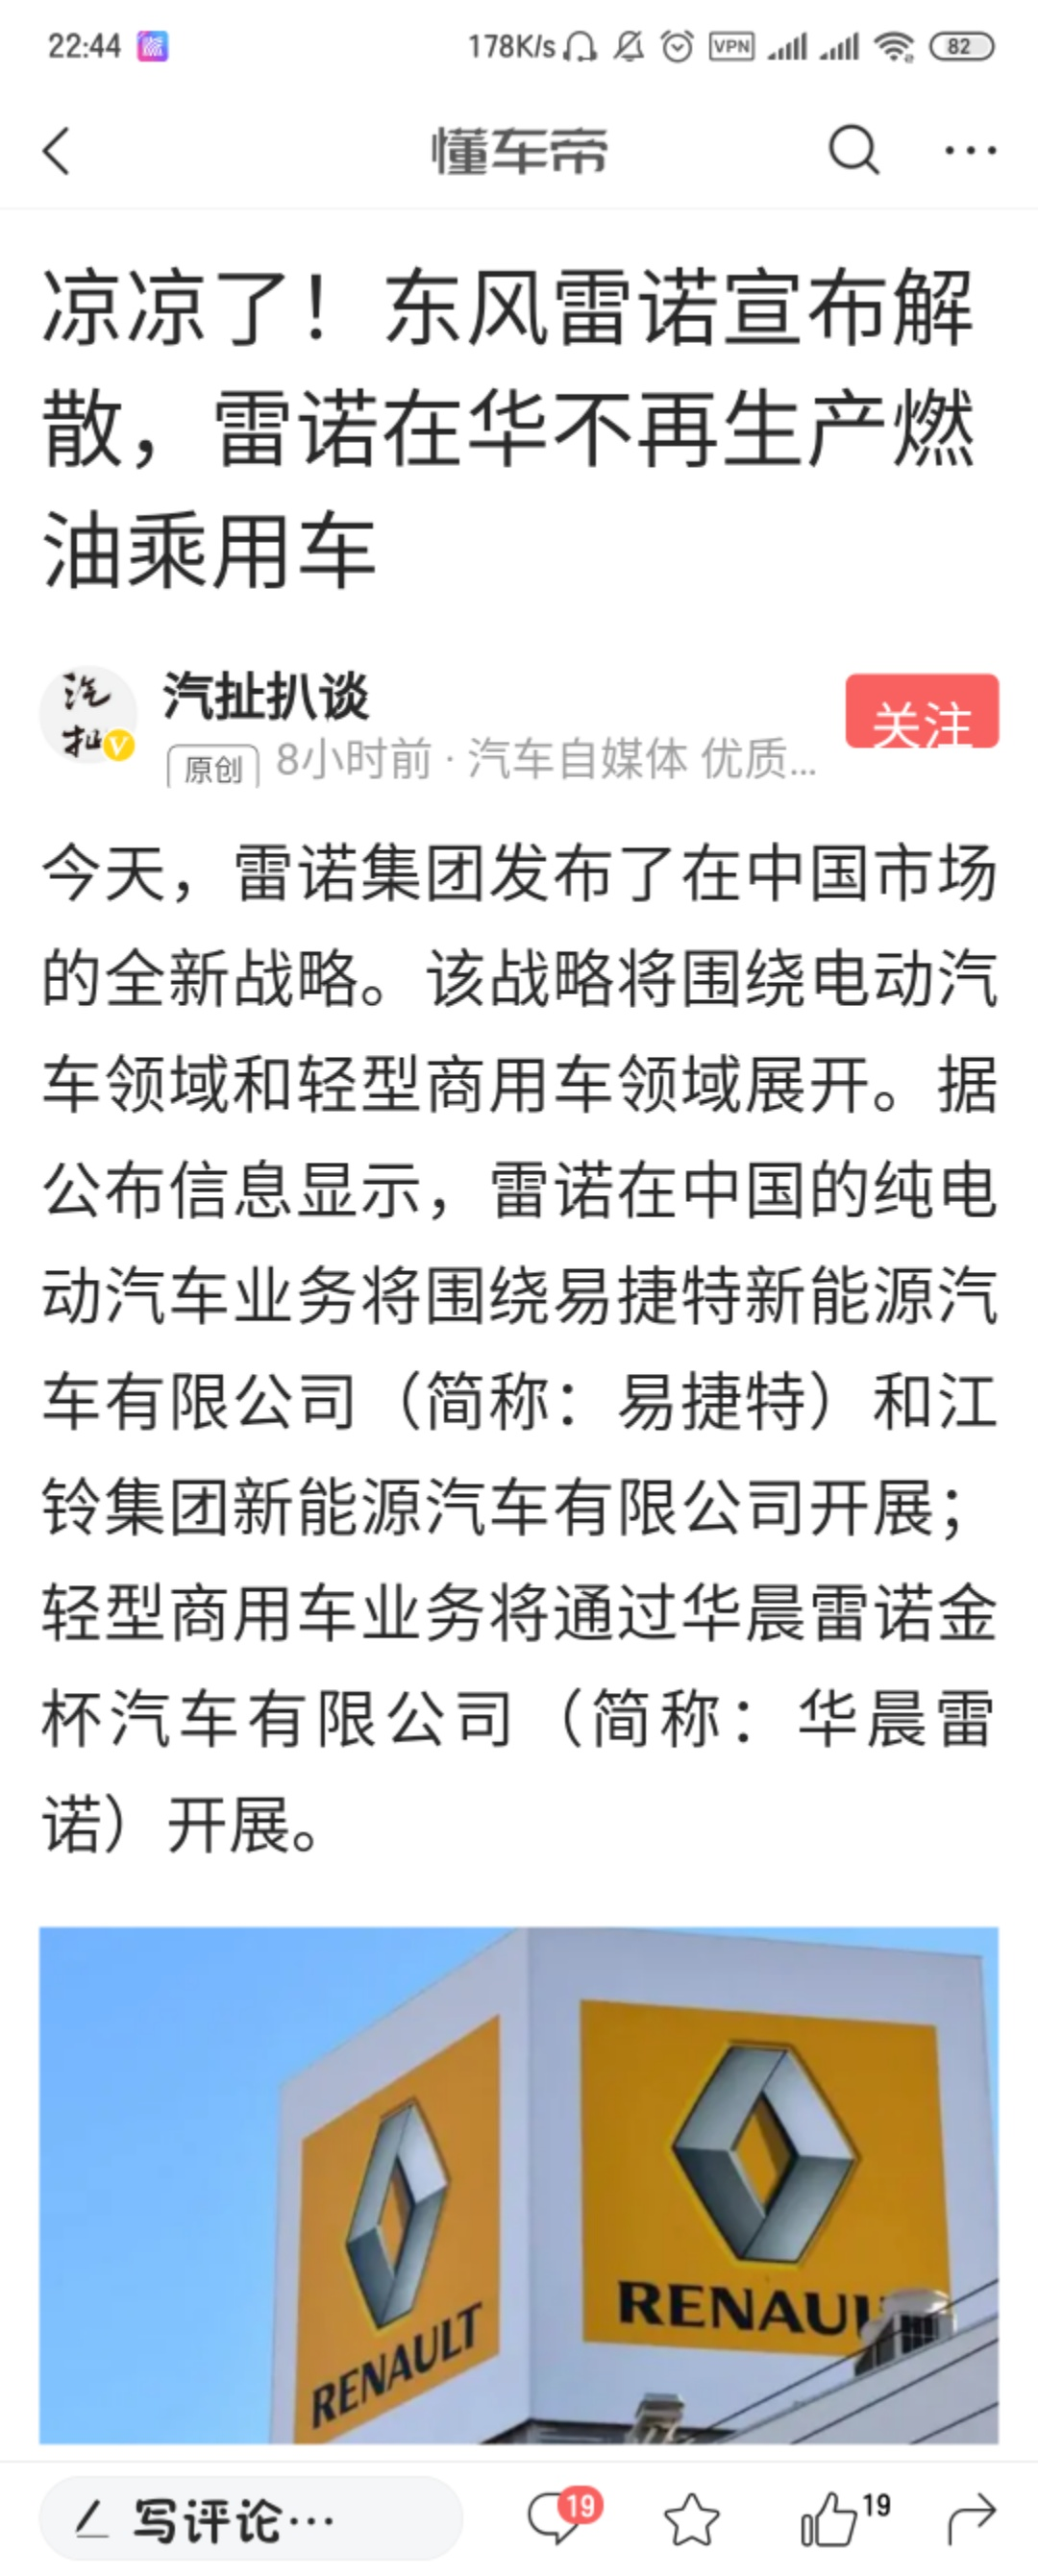 22:44 178K/s VPN 82
懂车帝
凉凉了！东风雷诺宣布解
散，雷诺在华不再生产燃
油乘用车
汽扯
汽扯扒谈
关注
原创 8小时前 · 汽车自媒体 优质...
今天，雷诺集团发布了在中国市场
的全新战略。该战略将围绕电动汽
车领域和轻型商用车领域展开。据
公布信息显示，雷诺在中国的纯电
动汽车业务将围绕易捷特新能源汽
车有限公司（简称：易捷特）和江
铃集团新能源汽车有限公司开展；
轻型商用车业务将通过华晨雷诺金
杯汽车有限公司（简称：华晨雷
诺）开展。
RENAULT
RENAU
写评论... 19 19